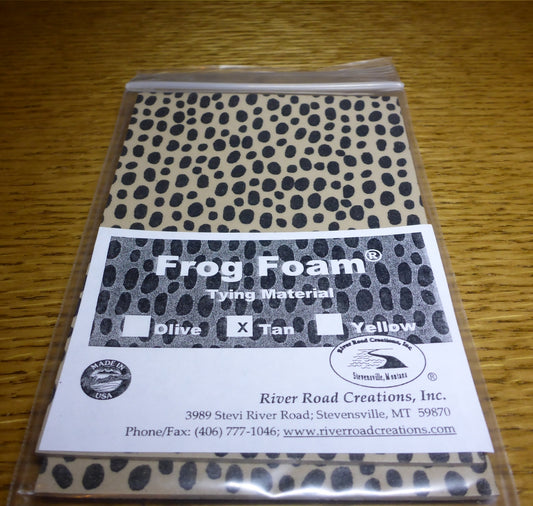 Frog Foam®
Tying Material
Olive X Tan Yellow
MADE IN
USA
River Road Creations, Inc.
Stevensville, Montana
®
River Road Creations, Inc.
3989 Stevi River Road; Stevensville, MT 59870
Phone/Fax: (406) 777-1046; www.riverroadcreations.com